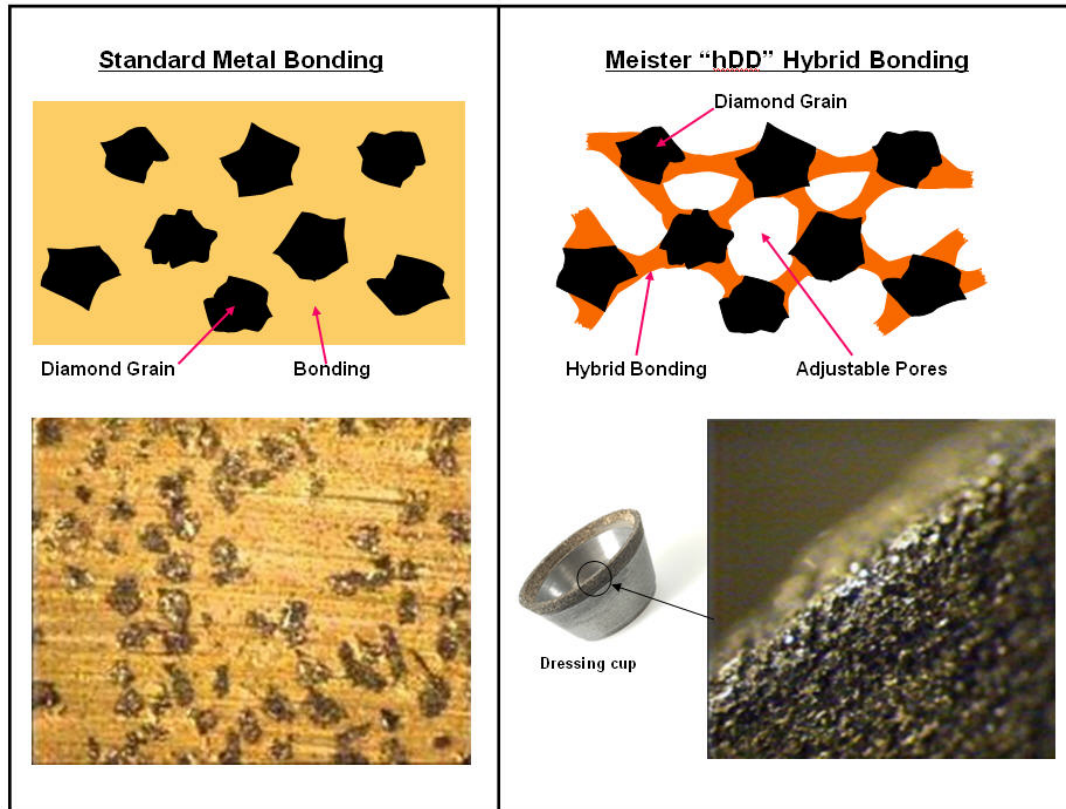 Standard Metal Bonding
Diamond Grain
Bonding
Meister “hDD” Hybrid Bonding
Diamond Grain
Hybrid Bonding
Adjustable Pores
Dressing cup